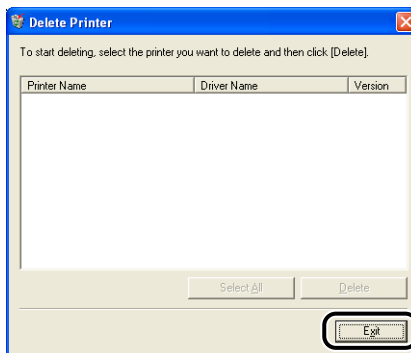 Delete Printer
To start deleting, select the printer you want to delete and then click [Delete].
Printer Name Driver Name Version
Select All Delete
Exit